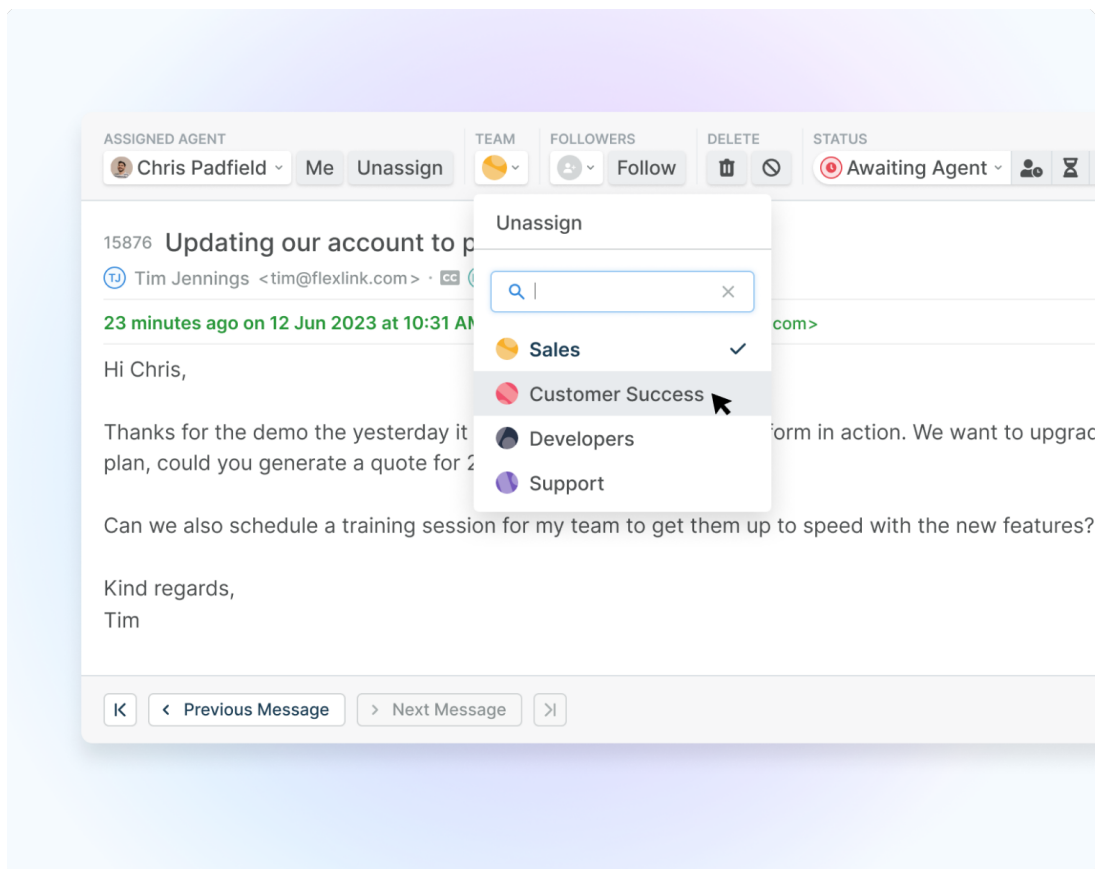 ASSIGNED AGENT TEAM FOLLOWERS DELETE STATUS
Chris Padfield Me Unassign Follow Awaiting Agent
Unassign
15876 Updating our account to
TJ Tim Jennings <tim@flexlink.com> · CC
23 minutes ago on 12 Jun 2023 at 10:31 AM com>
Sales
Hi Chris,
Customer Success
Thanks for the demo the yesterday it in action. We want to
Developers
plan, could you generate a quote for
Support
Can we also schedule a training session for my team to get them up to speed with the new features?
Kind regards,
Tim
Previous Message Next Message